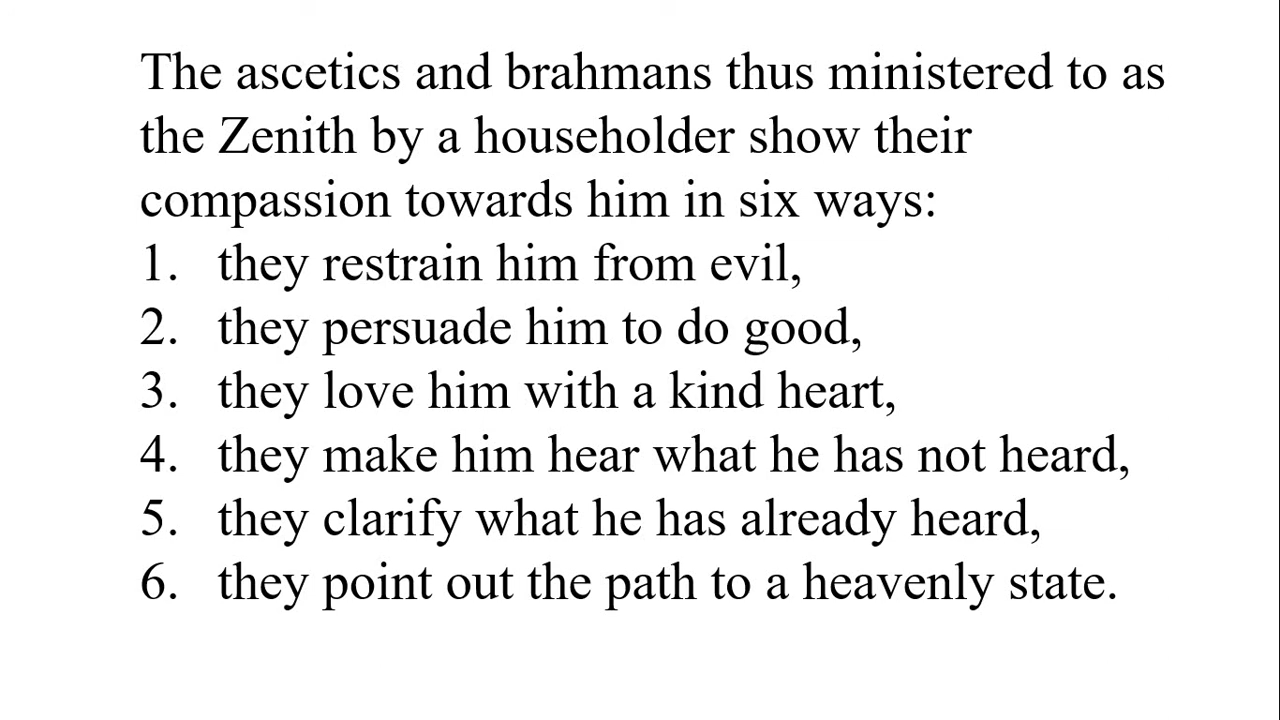 The ascetics and brahmans thus ministered to as
the Zenith by a householder show their
compassion towards him in six ways:
1. they restrain him from evil,
2. they persuade him to do good,
3. they love him with a kind heart,
4. they make him hear what he has not heard,
5. they clarify what he has already heard,
6. they point out the path to a heavenly state.